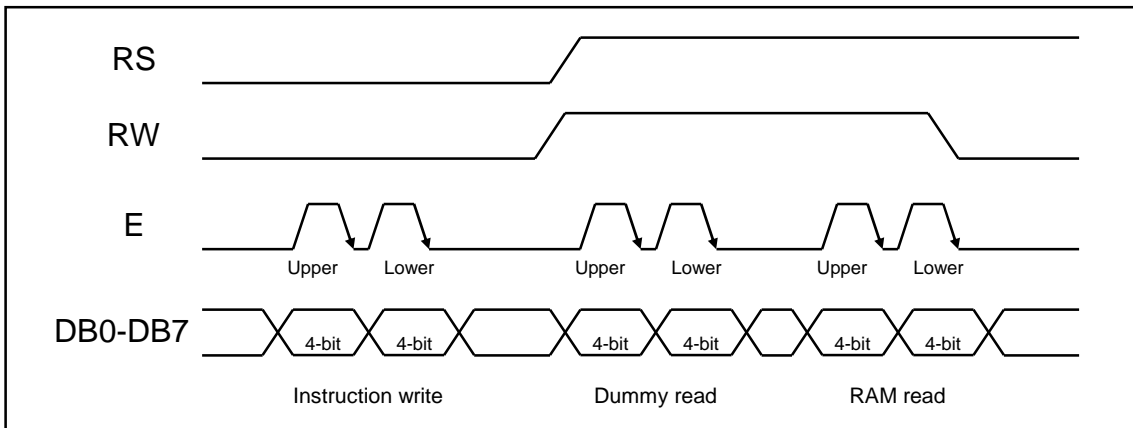 RS
RW
E
Upper Lower Upper Lower Upper Lower
DB0-DB7
4-bit 4-bit 4-bit 4-bit 4-bit 4-bit
Instruction write Dummy read RAM read